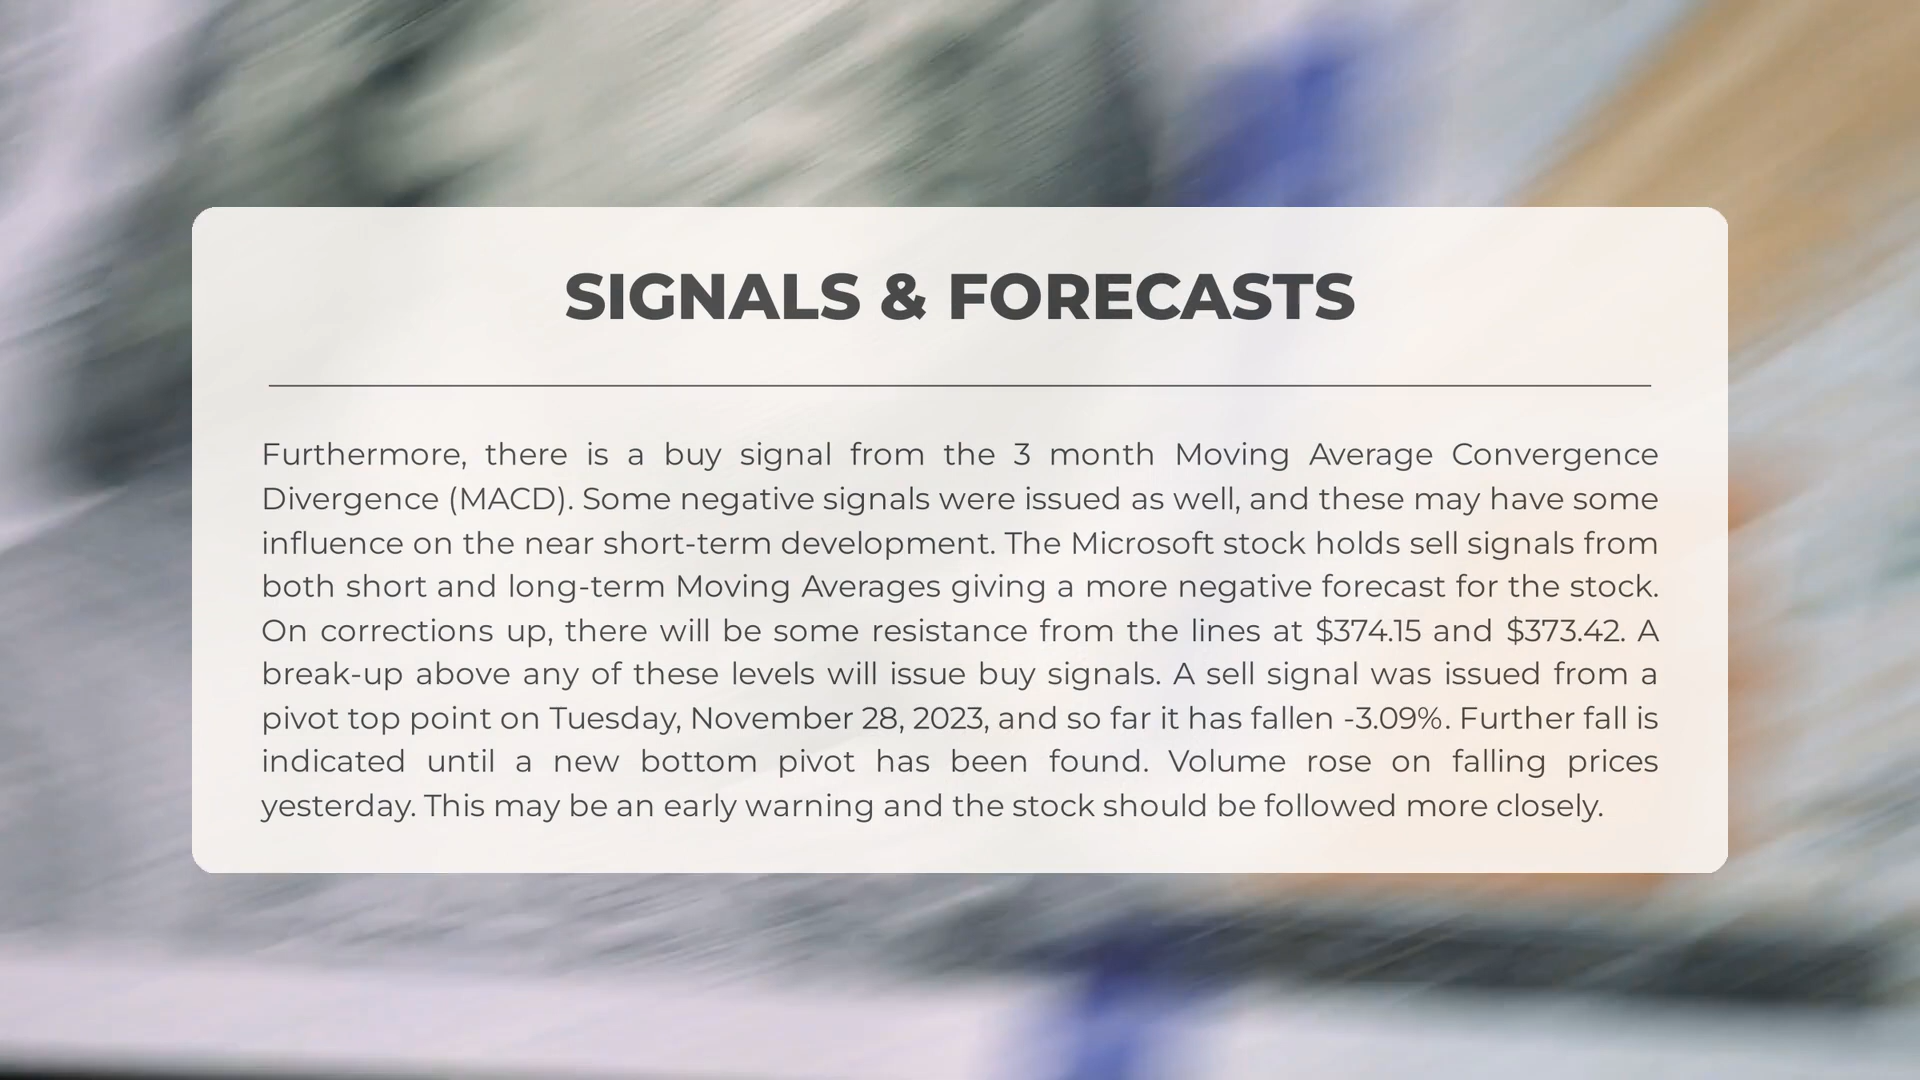 SIGNALS & FORECASTS
Furthermore, there is a buy signal from the 3 month Moving Average Convergence
Divergence (MACD). Some negative signals were issued as well, and these may have some
influence on the near short-term development. The Microsoft stock holds sell signals from
both short and long-term Moving Averages giving a more negative forecast for the stock.
On corrections up, there will be some resistance from the lines at $374.15 and $373.42. A
break-up above any of these levels will issue buy signals. A sell signal was issued from a
pivot top point on Tuesday, November 28, 2023, and so far it has fallen -3.09%. Further fall is
indicated until a new bottom pivot has been found. Volume rose on falling prices
yesterday. This may be an early warning and the stock should be followed more closely.